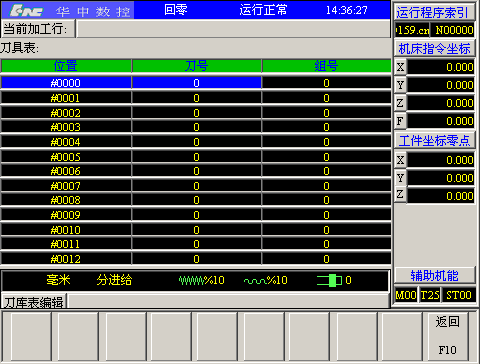 华中数控 回零 运行正常 14:36:27 运行程序索引
当前加工行: O159.cn N00000
刀具表: 机床指令坐标
位置 刀号 组号 X 0.000
#0000 0 0 Y 0.000
#0001 0 0
#0002 0 0 Z 0.000
#0003 0 0 F 0.000
#0004 0 0 工件坐标零点
#0005 0 0 X 0.000
#0006 0 0 Y 0.000
#0007 0 0 Z 0.000
#0008 0 0
#0009 0 0
#0010 0 0
#0011 0 0
#0012 0 0 辅助机能
毫米 分进给 %10 %10 0 M00 T25 ST00
刀库表编辑
返回
F10